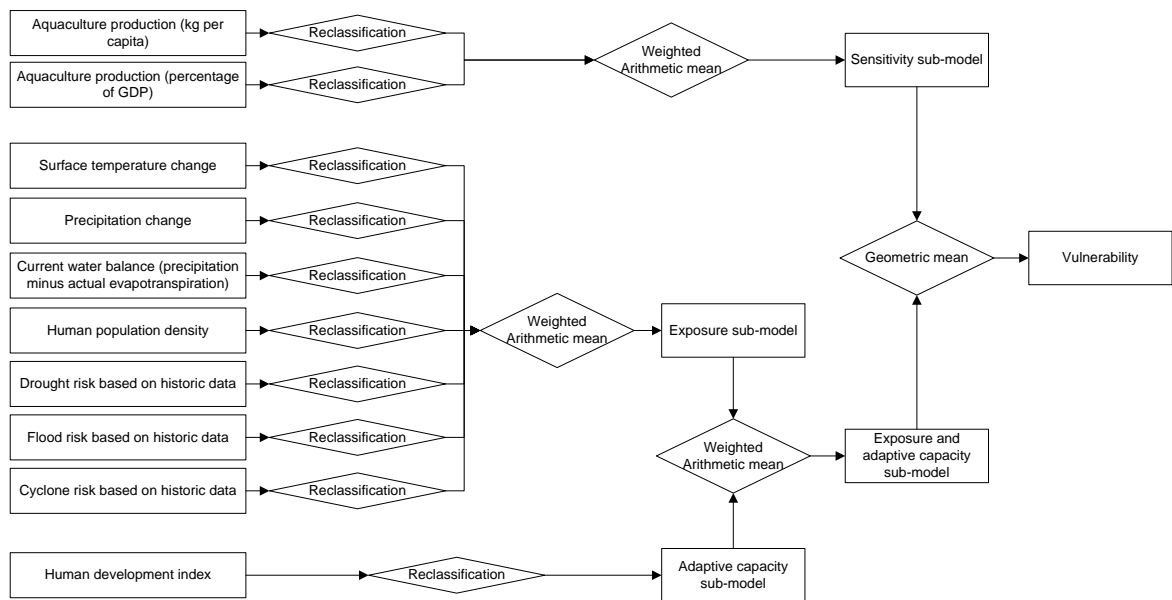 Aquaculture production (kg per
capita)
Reclassification
Aquaculture production (percentage
of GDP)
Reclassification
Weighted
Arithmetic mean
Sensitivity sub-model
Surface temperature change
Reclassification
Precipitation change
Reclassification
Current water balance (precipitation
minus actual evapotranspiration)
Reclassification
Human population density
Reclassification
Drought risk based on historic data
Reclassification
Flood risk based on historic data
Reclassification
Cyclone risk based on historic data
Reclassification
Weighted
Arithmetic mean
Exposure sub-model
Geometric mean
Vulnerability
Weighted
Arithmetic mean
Exposure and
adaptive capacity
sub-model
Human development index
Reclassification
Adaptive capacity
sub-model